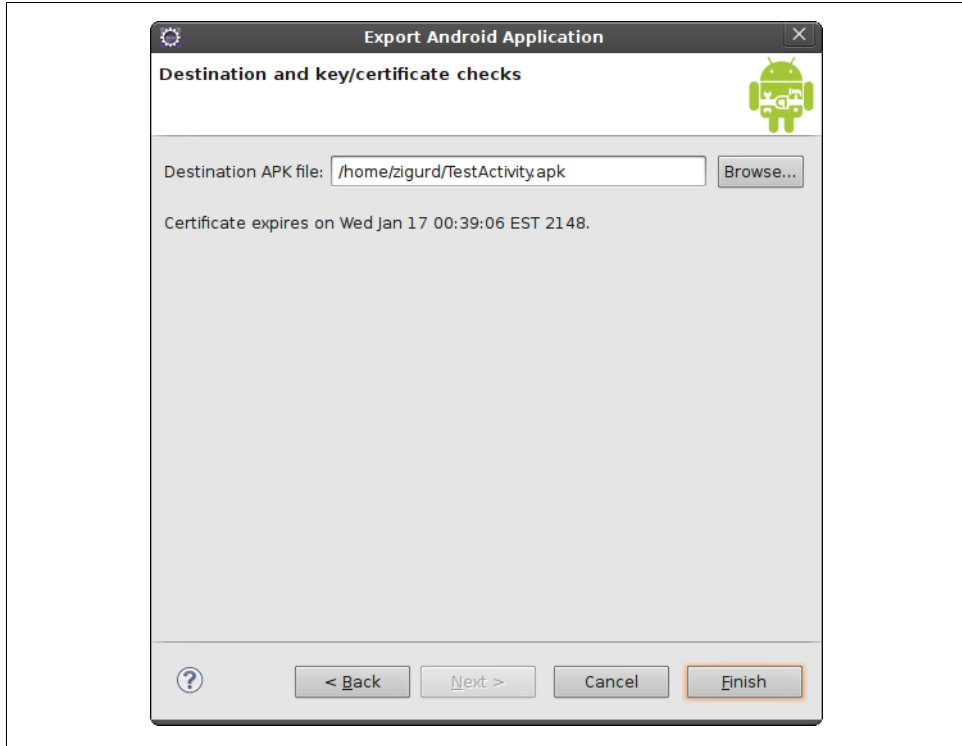 Export Android Application
Destination and key/certificate checks
Destination APK file: /home/zigurd/TestActivity.apk Browse...
Certificate expires on Wed Jan 17 00:39:06 EST 2148.
? < Back Next > Cancel Finish